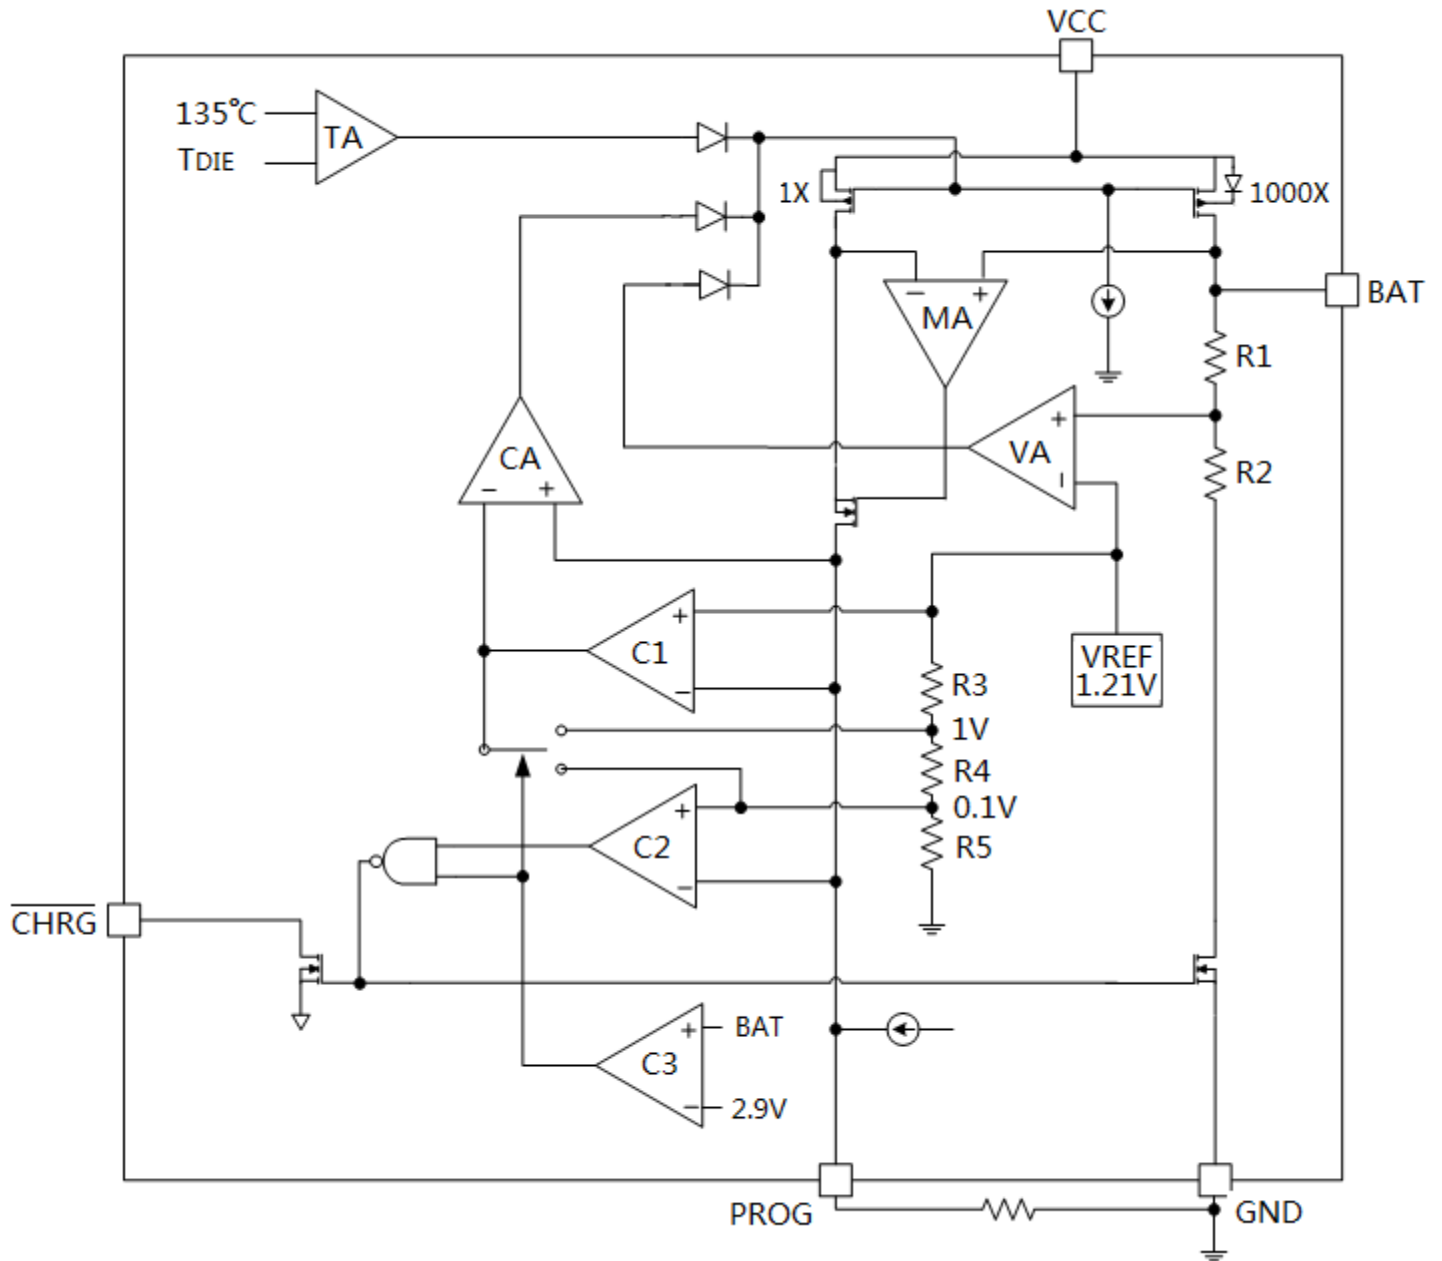 VCC
135℃
TA
TDIE
1X
1000X
− +
MA
BAT
R1
+
VA
−
CA
− +
R2
+
C1
−
VREF
1.21V
R3
1V
R4
0.1V
+
C2
−
R5
CHRG
+ BAT
C3
− 2.9V
PROG
GND